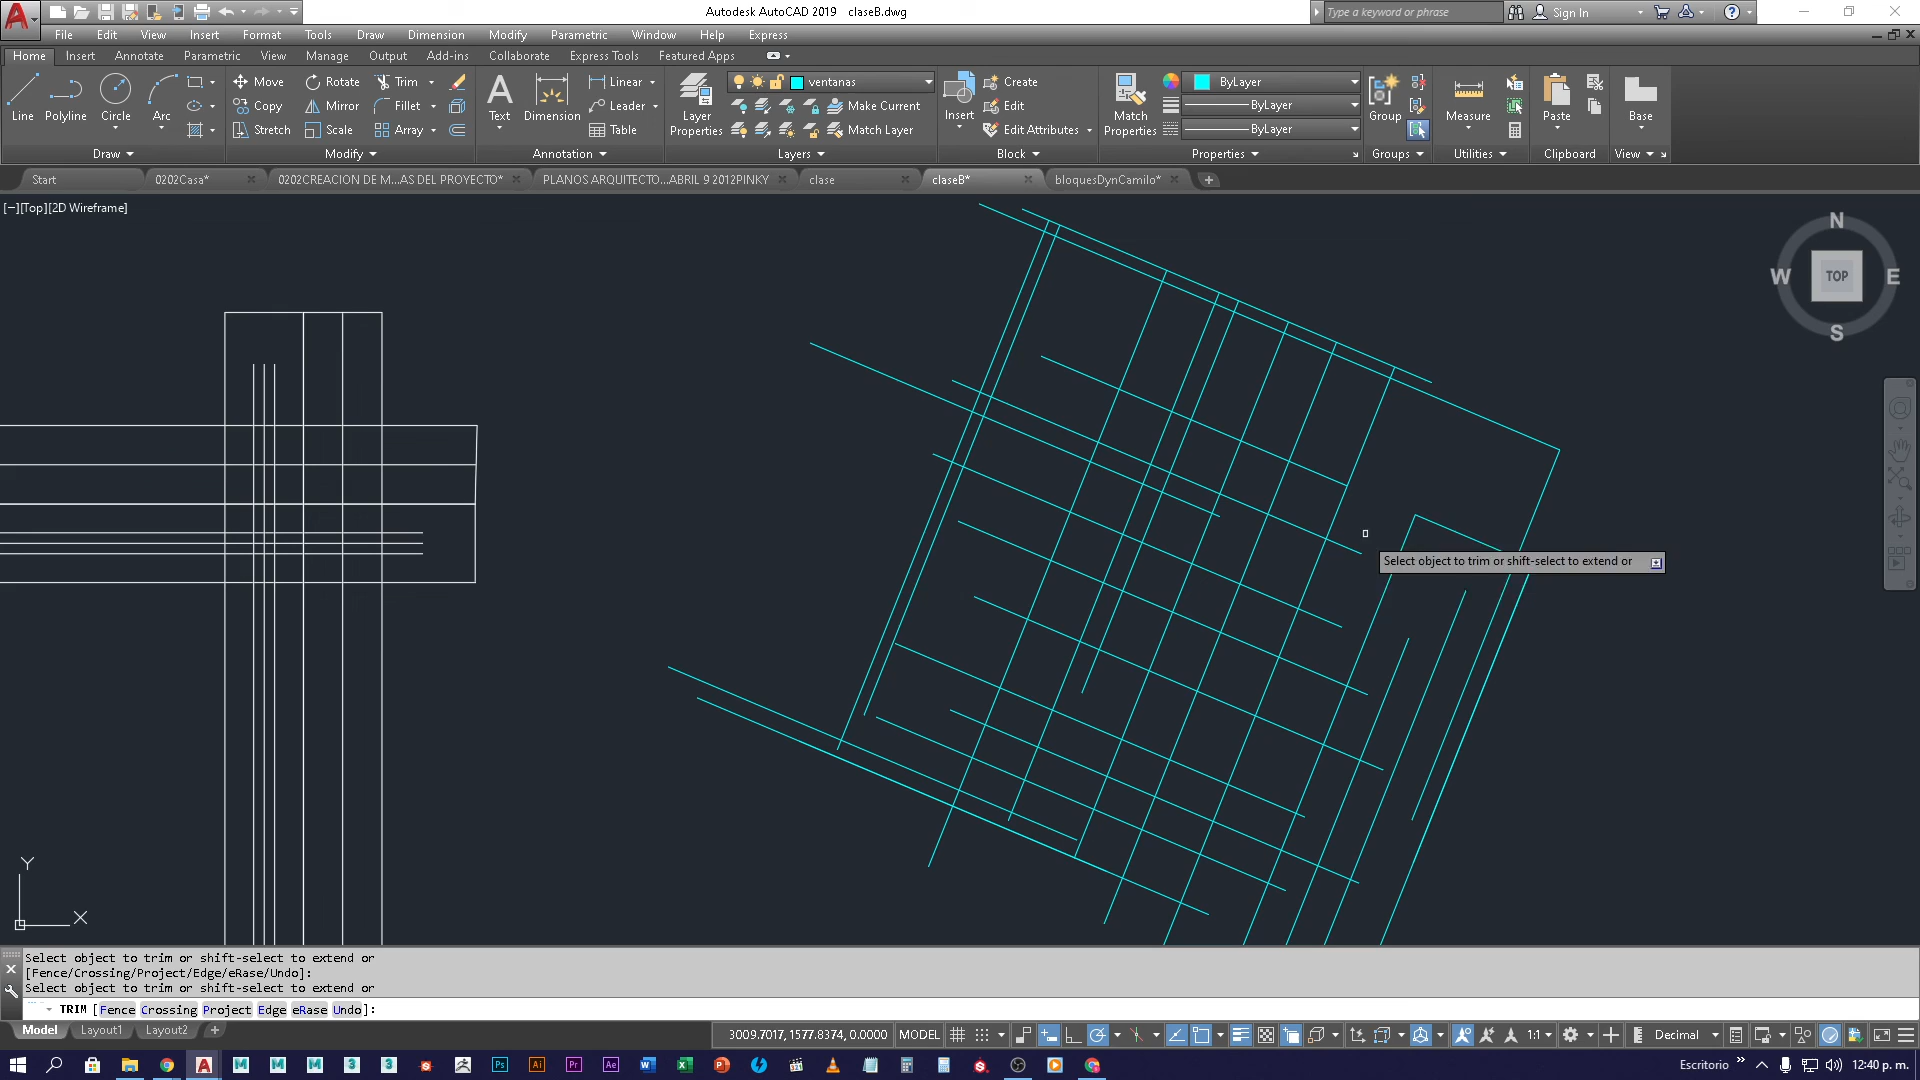 Autodesk AutoCAD 2019 claseB.dwg
Type a keyword or phrase
Sign In
File Edit View Insert Format Tools Draw Dimension Modify Parametric Window Help Express
Home Insert Annotate Parametric View Manage Output Add-ins Collaborate Express Tools Featured Apps
Line
Polyline
Circle
Arc
Draw
Move
Rotate
Trim
Copy
Mirror
Fillet
Stretch
Scale
Array
Modify
Text
Dimension
Linear
Leader
Table
Annotation
Layer
Properties
ventanas
Make Current
Match Layer
Layers
Insert
Create
Edit
Edit Attributes
Block
Match
Properties
ByLayer
ByLayer
ByLayer
Properties
Group
Groups
Measure
Utilities
Paste
Clipboard
Base
View
Start
0202Casa*
0202CREACION DE M...AS DEL PROYECTO*
PLANOS ARQUITECTO...ABRIL 9 2012PINKY
clase
claseB*
bloquesDynCamilo*
[−][Top][2D Wireframe]
N
W
TOP
E
S
Select object to trim or shift-select to extend or
Y
X
Select object to trim or shift-select to extend or
[Fence/Crossing/Project/Edge/eRase/Undo]:
Select object to trim or shift-select to extend or
TRIM [Fence Crossing Project Edge eRase Undo]:
Model Layout1 Layout2
3009.7017, 1577.8374, 0.0000 MODEL
1:1
Decimal
Escritorio
12:40 p. m.